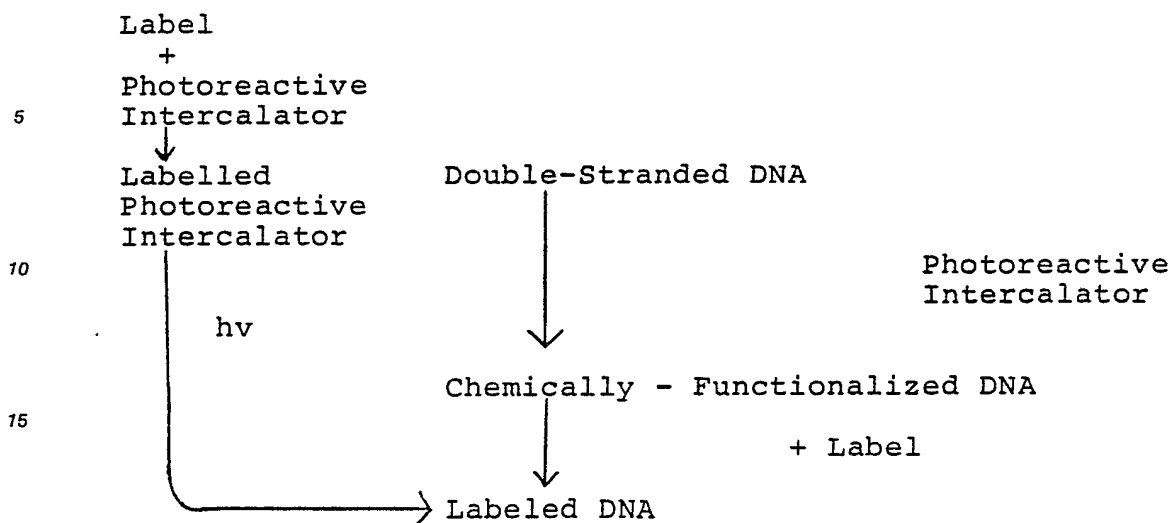 Label
+
Photoreactive
5 Intercalator
Labelled Double-Stranded DNA
Photoreactive
Intercalator
10 Photoreactive
Intercalator
hv
Chemically - Functionalized DNA
15
+ Label
Labeled DNA